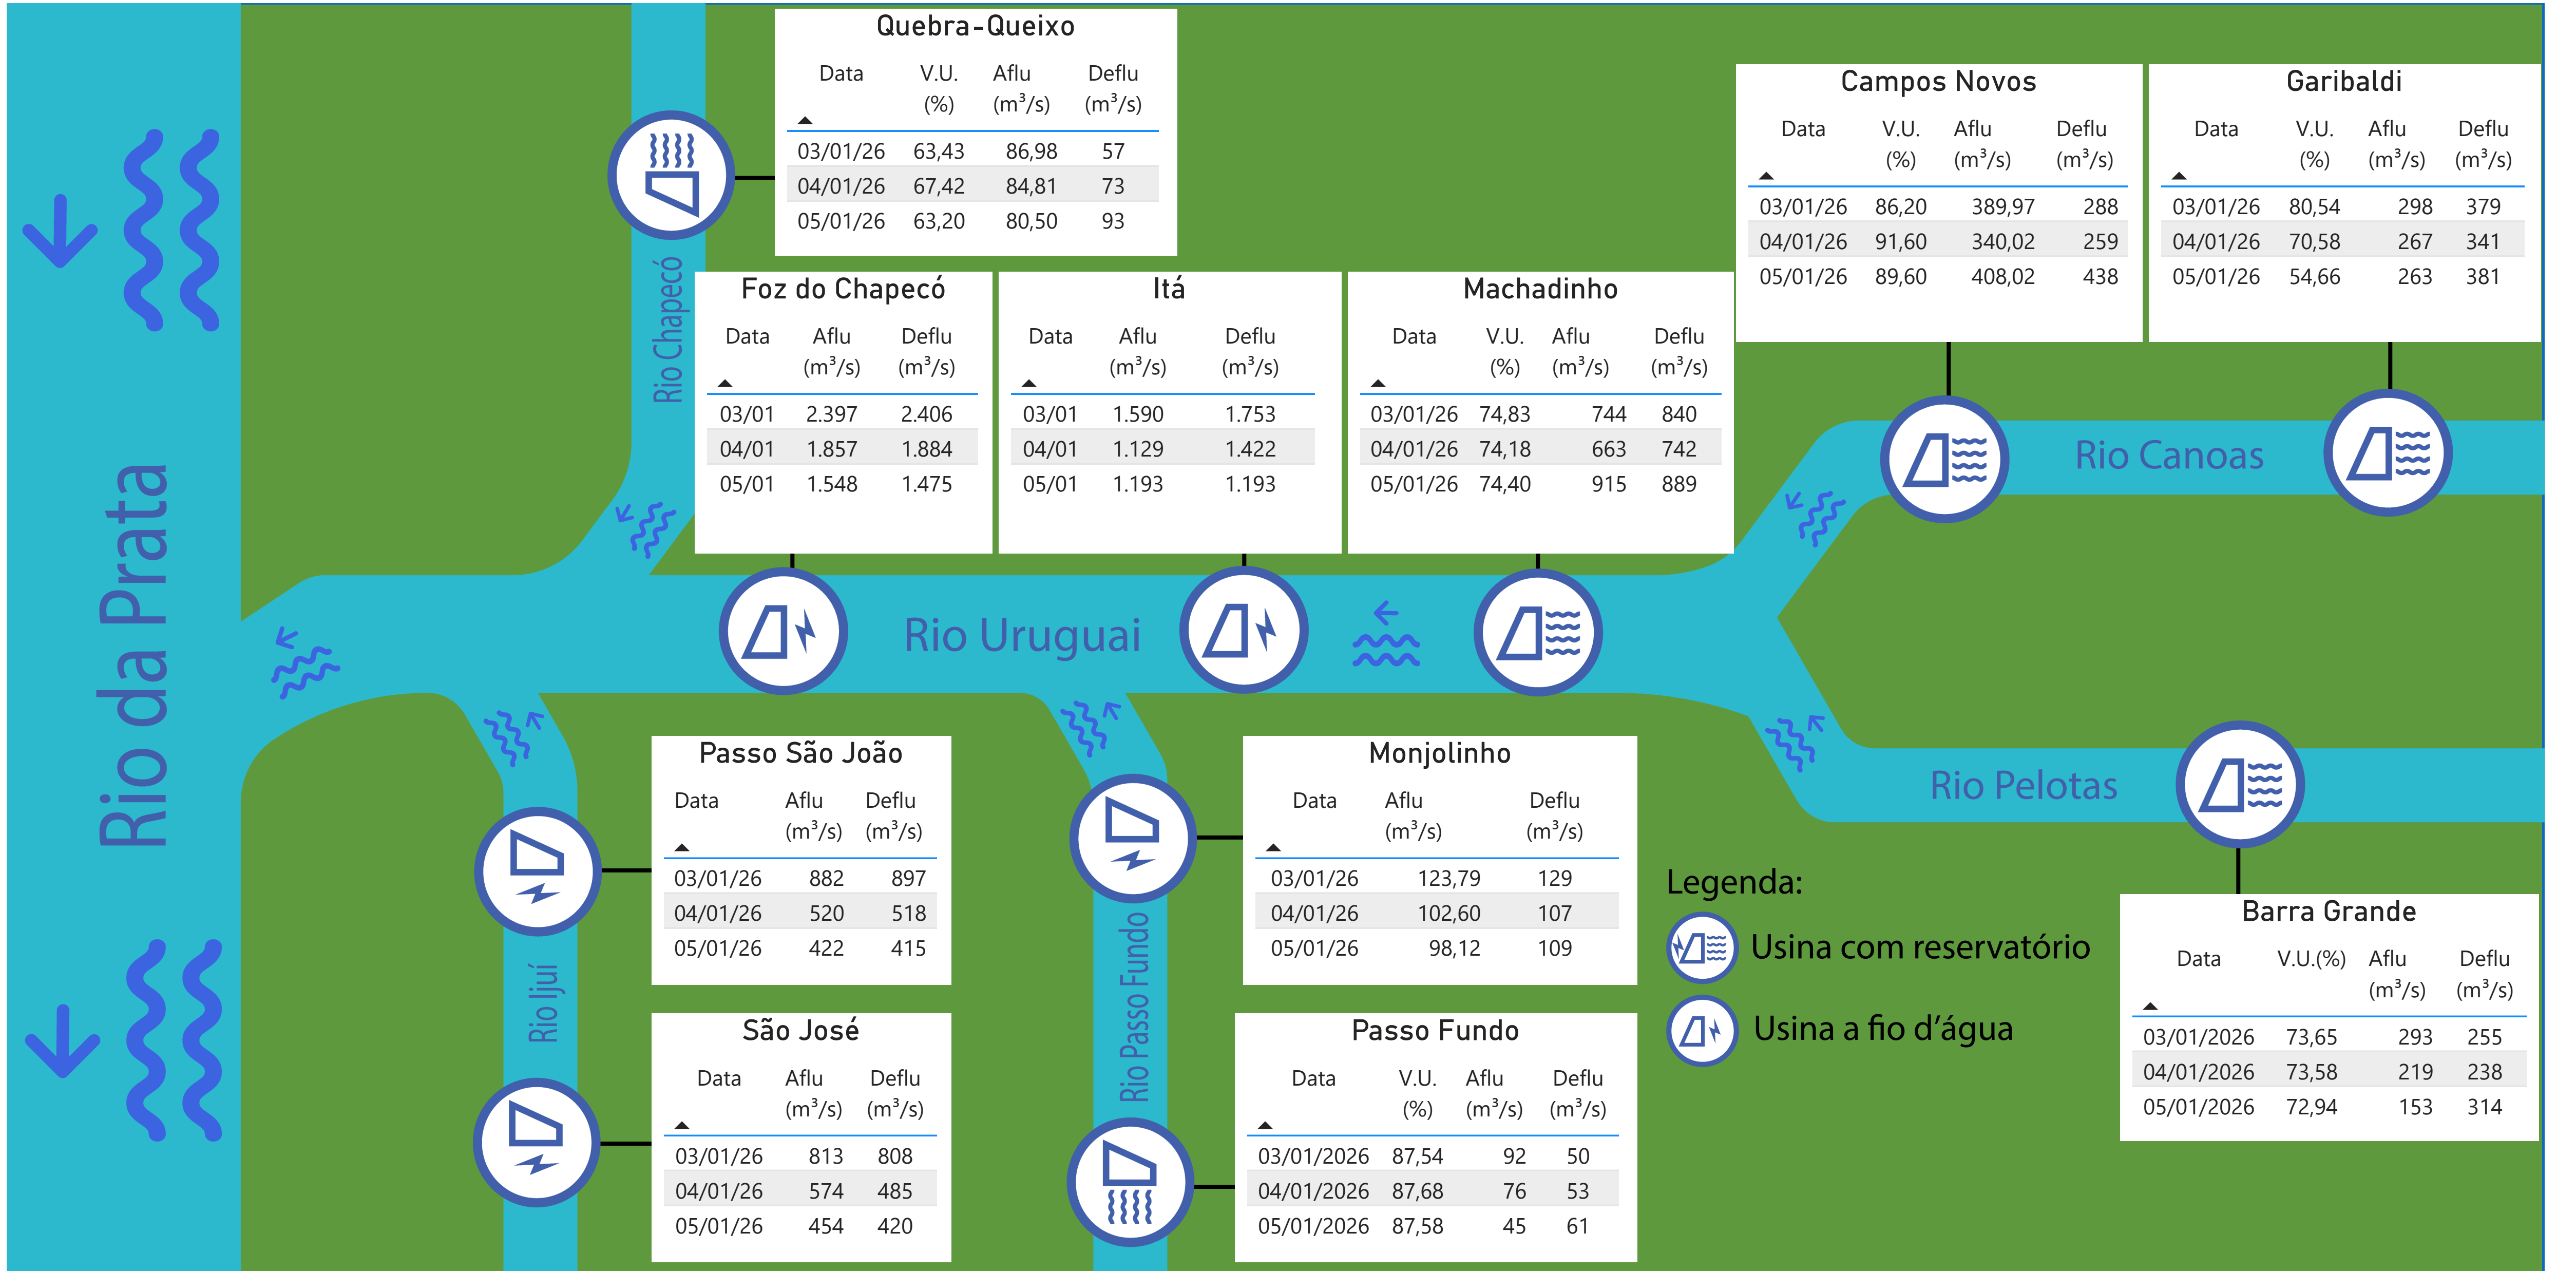 Rio da Prata
Quebra-Queixo
Data V.U. Aflu Deflu
(%) (m³/s) (m³/s)
03/01/26 63,43 86,98 57
04/01/26 67,42 84,81 73
05/01/26 63,20 80,50 93
Rio Chapecó
Campos Novos
Data V.U. Aflu Deflu
(%) (m³/s) (m³/s)
03/01/26 86,20 389,97 288
04/01/26 91,60 340,02 259
05/01/26 89,60 408,02 438
Garibaldi
Data V.U. Aflu Deflu
(%) (m³/s) (m³/s)
03/01/26 80,54 298 379
04/01/26 70,58 267 341
05/01/26 54,66 263 381
Foz do Chapecó
Data Aflu Deflu
(m³/s) (m³/s)
03/01 2.397 2.406
04/01 1.857 1.884
05/01 1.548 1.475
Itá
Data Aflu Deflu
(m³/s) (m³/s)
03/01 1.590 1.753
04/01 1.129 1.422
05/01 1.193 1.193
Machadinho
Data V.U. Aflu Deflu
(%) (m³/s) (m³/s)
03/01/26 74,83 744 840
04/01/26 74,18 663 742
05/01/26 74,40 915 889
Rio Canoas
Rio Uruguai
Rio Pelotas
Passo São João
Data Aflu Deflu
(m³/s) (m³/s)
03/01/26 882 897
04/01/26 520 518
05/01/26 422 415
Rio Ijuí
São José
Data Aflu Deflu
(m³/s) (m³/s)
03/01/26 813 808
04/01/26 574 485
05/01/26 454 420
Monjolinho
Data Aflu Deflu
(m³/s) (m³/s)
03/01/26 123,79 129
04/01/26 102,60 107
05/01/26 98,12 109
Rio Passo Fundo
Passo Fundo
Data V.U. Aflu Deflu
(%) (m³/s) (m³/s)
03/01/2026 87,54 92 50
04/01/2026 87,68 76 53
05/01/2026 87,58 45 61
Legenda:
Usina com reservatório
Usina a fio d’água
Barra Grande
Data V.U.(%) Aflu Deflu
(m³/s) (m³/s)
03/01/2026 73,65 293 255
04/01/2026 73,58 219 238
05/01/2026 72,94 153 314